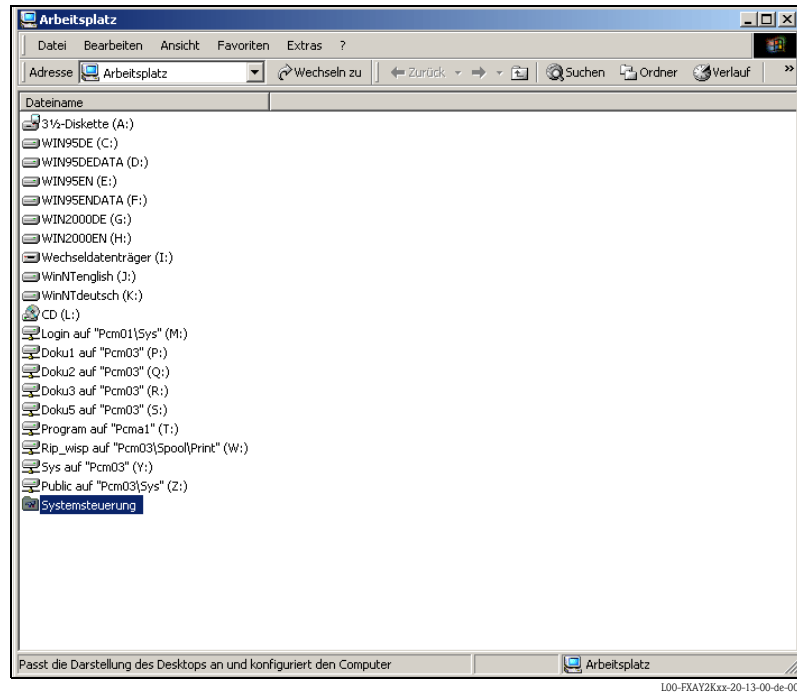 Arbeitsplatz
Datei Bearbeiten Ansicht Favoriten Extras ?
Adresse Arbeitsplatz Wechseln zu Zurück Suchen Ordner Verlauf »
Dateiname
3½-Diskette (A:)
WIN95DE (C:)
WIN95DEDATA (D:)
WIN95EN (E:)
WIN95ENDATA (F:)
WIN2000DE (G:)
WIN2000EN (H:)
Wechseldatenträger (I:)
WinNTenglish (J:)
WinNTdeutsch (K:)
CD (L:)
Login auf "Pcm01\Sys" (M:)
Doku1 auf "Pcm03" (P:)
Doku2 auf "Pcm03" (Q:)
Doku3 auf "Pcm03" (R:)
Doku5 auf "Pcm03" (S:)
Program auf "Pcma1" (T:)
Rip_wisp auf "Pcm03\Spool\Print" (W:)
Sys auf "Pcm03" (Y:)
Public auf "Pcm03\Sys" (Z:)
Systemsteuerung
Passt die Darstellung des Desktops an und konfiguriert den Computer Arbeitsplatz
L00-FXAY2Kxx-20-13-00-de-00